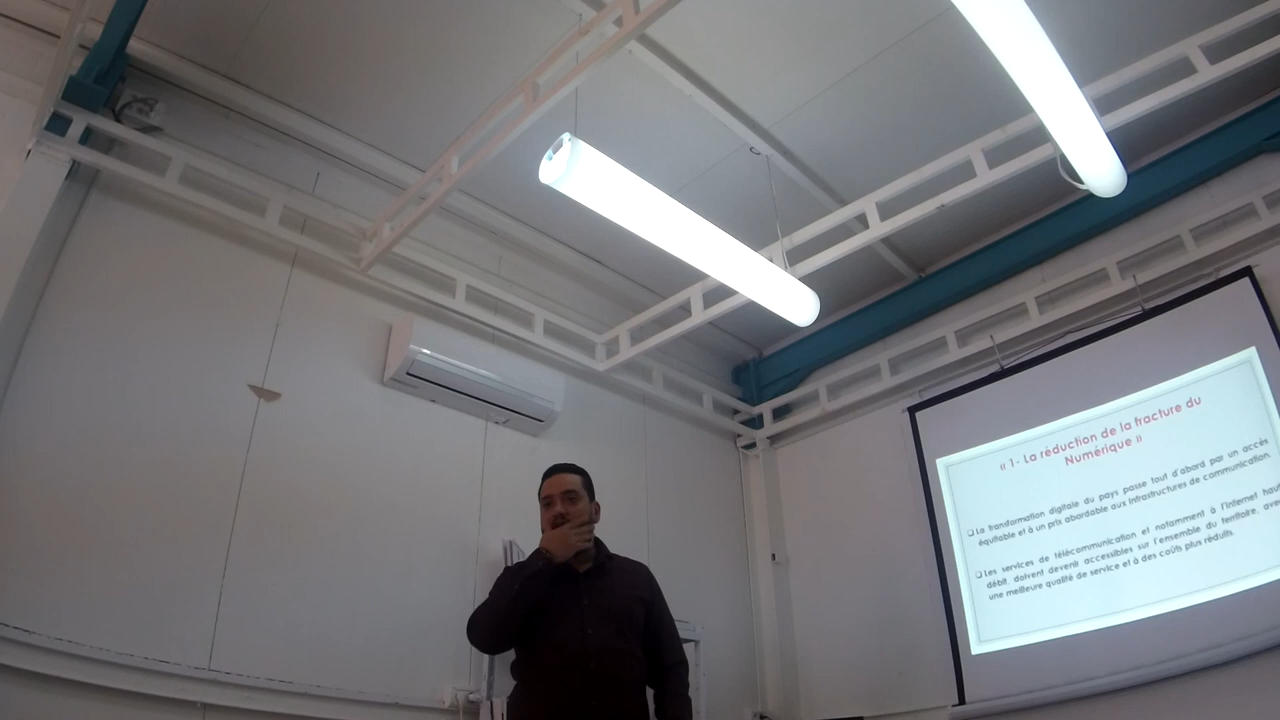 « 1- La réduction de la fracture du
Numérique »
❑ La transformation digitale du pays passe tout d'abord par un accès
équitable et à un prix abordable aux infrastructures de communication.
❑ Les services de télécommunication et notamment à l'Internet haut
débit, doivent devenir accessibles sur l'ensemble du territoire, avec
une meilleure qualité de service et à des coûts plus réduits.